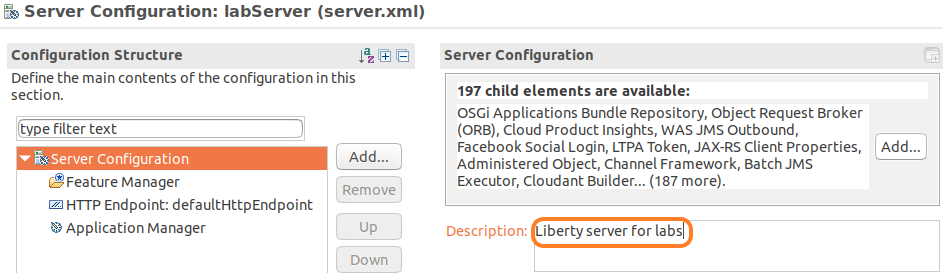 Server Configuration: labServer (server.xml)
Configuration Structure
Define the main contents of the configuration in this
section.
type filter text
Server Configuration
Feature Manager
HTTP Endpoint: defaultHttpEndpoint
Application Manager
Add...
Remove
Up
Down
Server Configuration
197 child elements are available:
OSGi Applications Bundle Repository, Object Request Broker
(ORB), Cloud Product Insights, WAS JMS Outbound,
Facebook Social Login, LTPA Token, JAX-RS Client Properties,
Administered Object, Channel Framework, Batch JMS
Executor, Cloudant Builder... (187 more).
Add...
Description:
Liberty server for labs